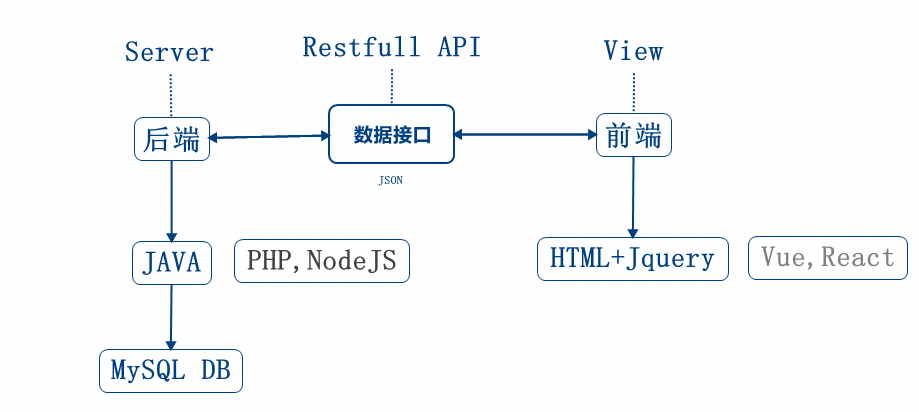 Server
Restfull API
View
后端
数据接口
前端
JSON
JAVA
PHP,NodeJS
HTML+Jquery
Vue,React
MySQL DB